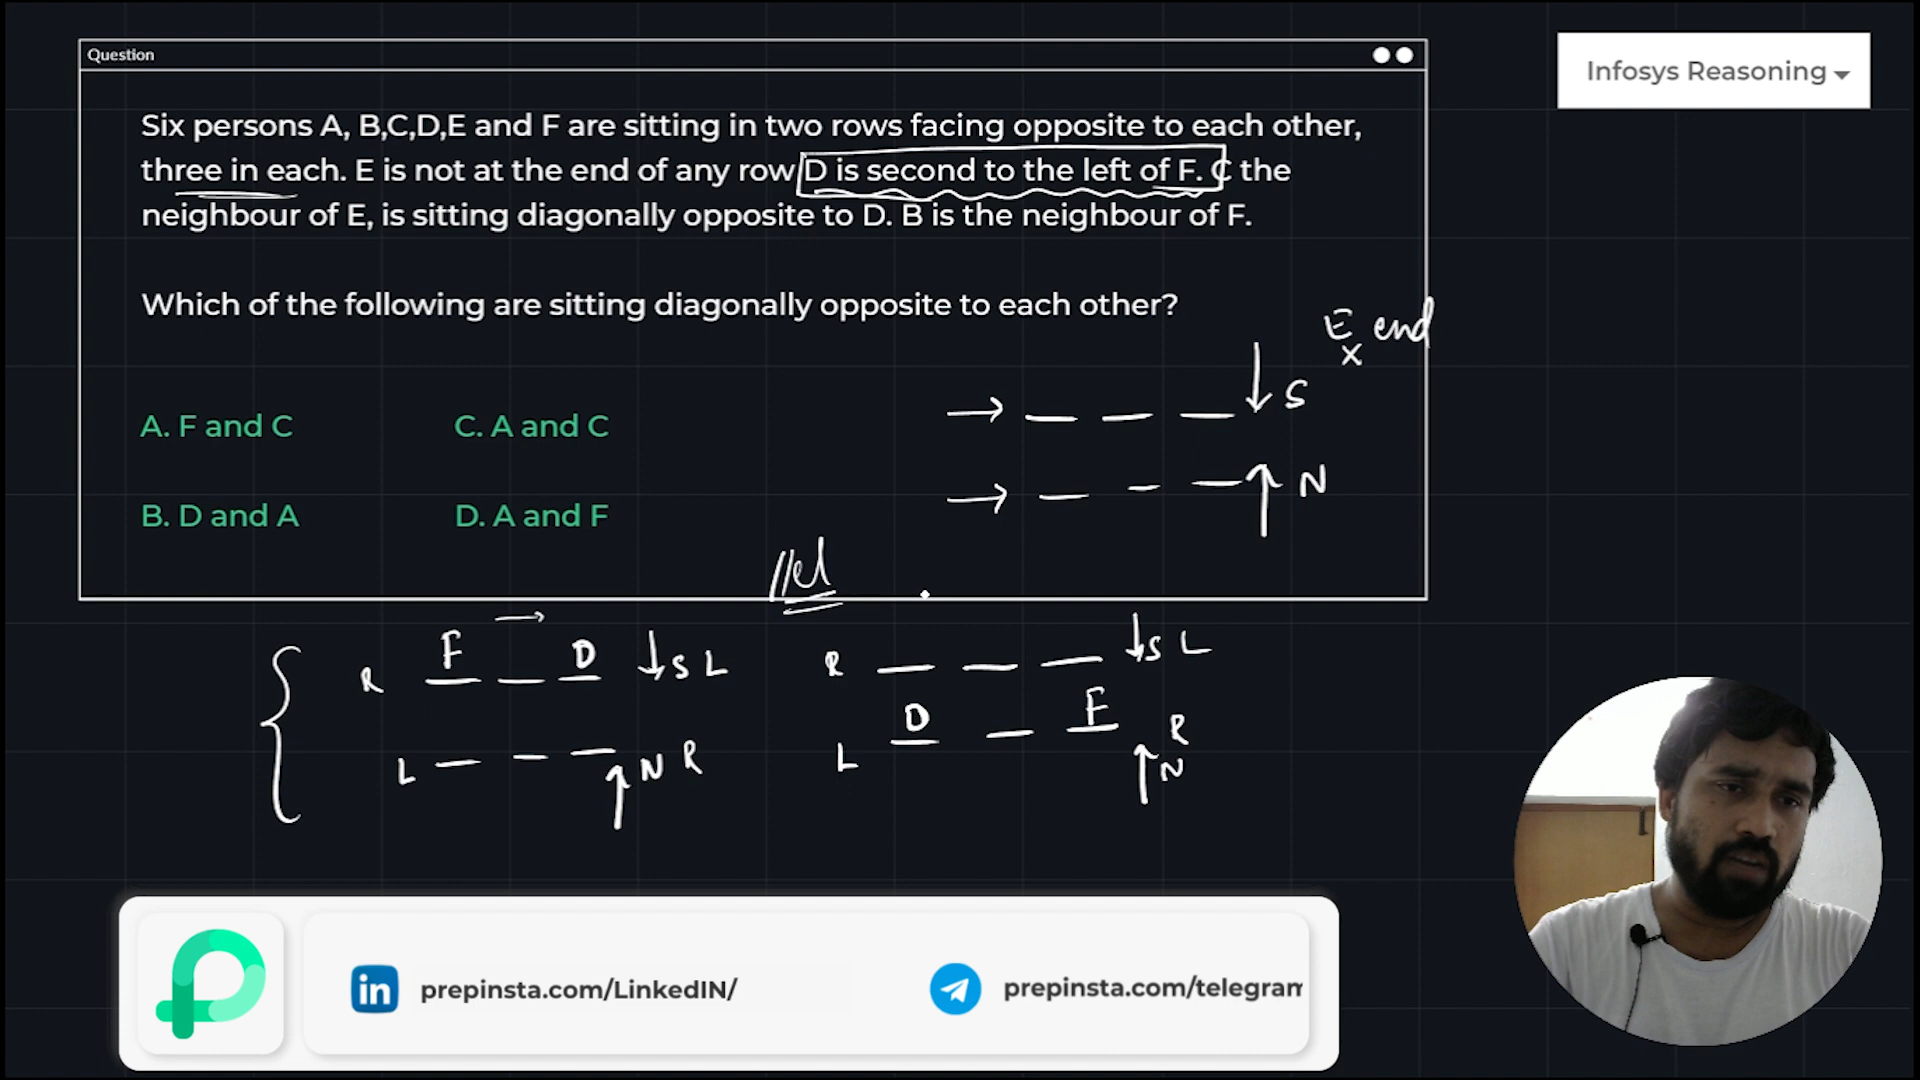 Question
Infosys Reasoning
Six persons A, B,C,D,E and F are sitting in two rows facing opposite to each other,
three in each. E is not at the end of any row D is second to the left of F. C the
neighbour of E, is sitting diagonally opposite to D. B is the neighbour of F.
Which of the following are sitting diagonally opposite to each other?
E end
x
A. F and C
C. A and C
S
B. D and A
D. A and F
N
//el
R F D S L
L N R
R S L
L D F R
N
prepinsta.com/LinkedIN/
prepinsta.com/telegram